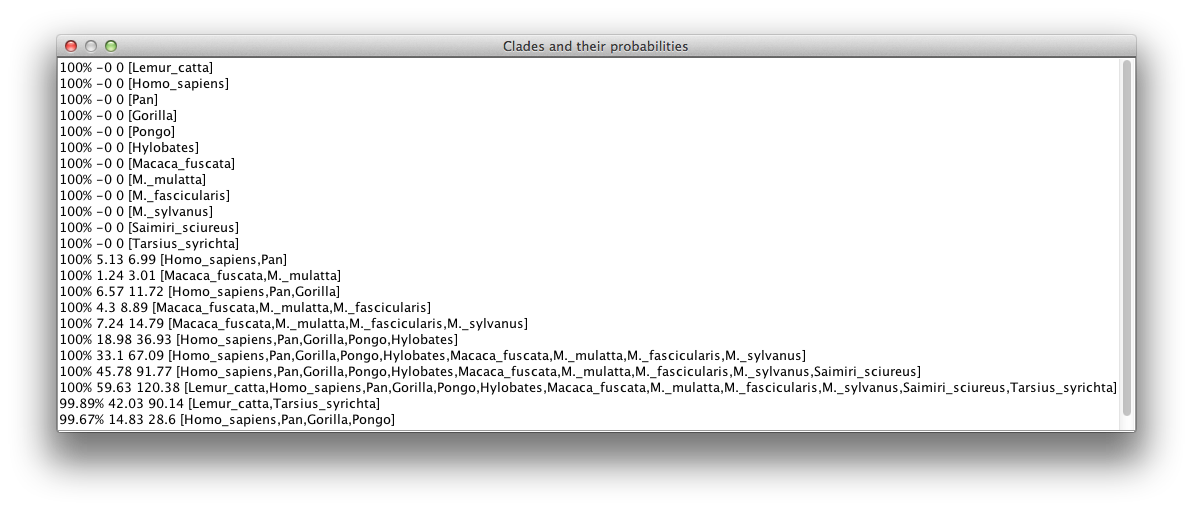 Clades and their probabilities
100% -0 0 [Lemur_catta]
100% -0 0 [Homo_sapiens]
100% -0 0 [Pan]
100% -0 0 [Gorilla]
100% -0 0 [Pongo]
100% -0 0 [Hylobates]
100% -0 0 [Macaca_fuscata]
100% -0 0 [M._mulatta]
100% -0 0 [M._fascicularis]
100% -0 0 [M._sylvanus]
100% -0 0 [Saimiri_sciureus]
100% -0 0 [Tarsius_syrichta]
100% 5.13 6.99 [Homo_sapiens,Pan]
100% 1.24 3.01 [Macaca_fuscata,M._mulatta]
100% 6.57 11.72 [Homo_sapiens,Pan,Gorilla]
100% 4.3 8.89 [Macaca_fuscata,M._mulatta,M._fascicularis]
100% 7.24 14.79 [Macaca_fuscata,M._mulatta,M._fascicularis,M._sylvanus]
100% 18.98 36.93 [Homo_sapiens,Pan,Gorilla,Pongo,Hylobates]
100% 33.1 67.09 [Homo_sapiens,Pan,Gorilla,Pongo,Hylobates,Macaca_fuscata,M._mulatta,M._fascicularis,M._sylvanus]
100% 45.78 91.77 [Homo_sapiens,Pan,Gorilla,Pongo,Hylobates,Macaca_fuscata,M._mulatta,M._fascicularis,M._sylvanus,Saimiri_sciureus]
100% 59.63 120.38 [Lemur_catta,Homo_sapiens,Pan,Gorilla,Pongo,Hylobates,Macaca_fuscata,M._mulatta,M._fascicularis,M._sylvanus,Saimiri_sciureus,Tarsius_syrichta]
99.89% 42.03 90.14 [Lemur_catta,Tarsius_syrichta]
99.67% 14.83 28.6 [Homo_sapiens,Pan,Gorilla,Pongo]